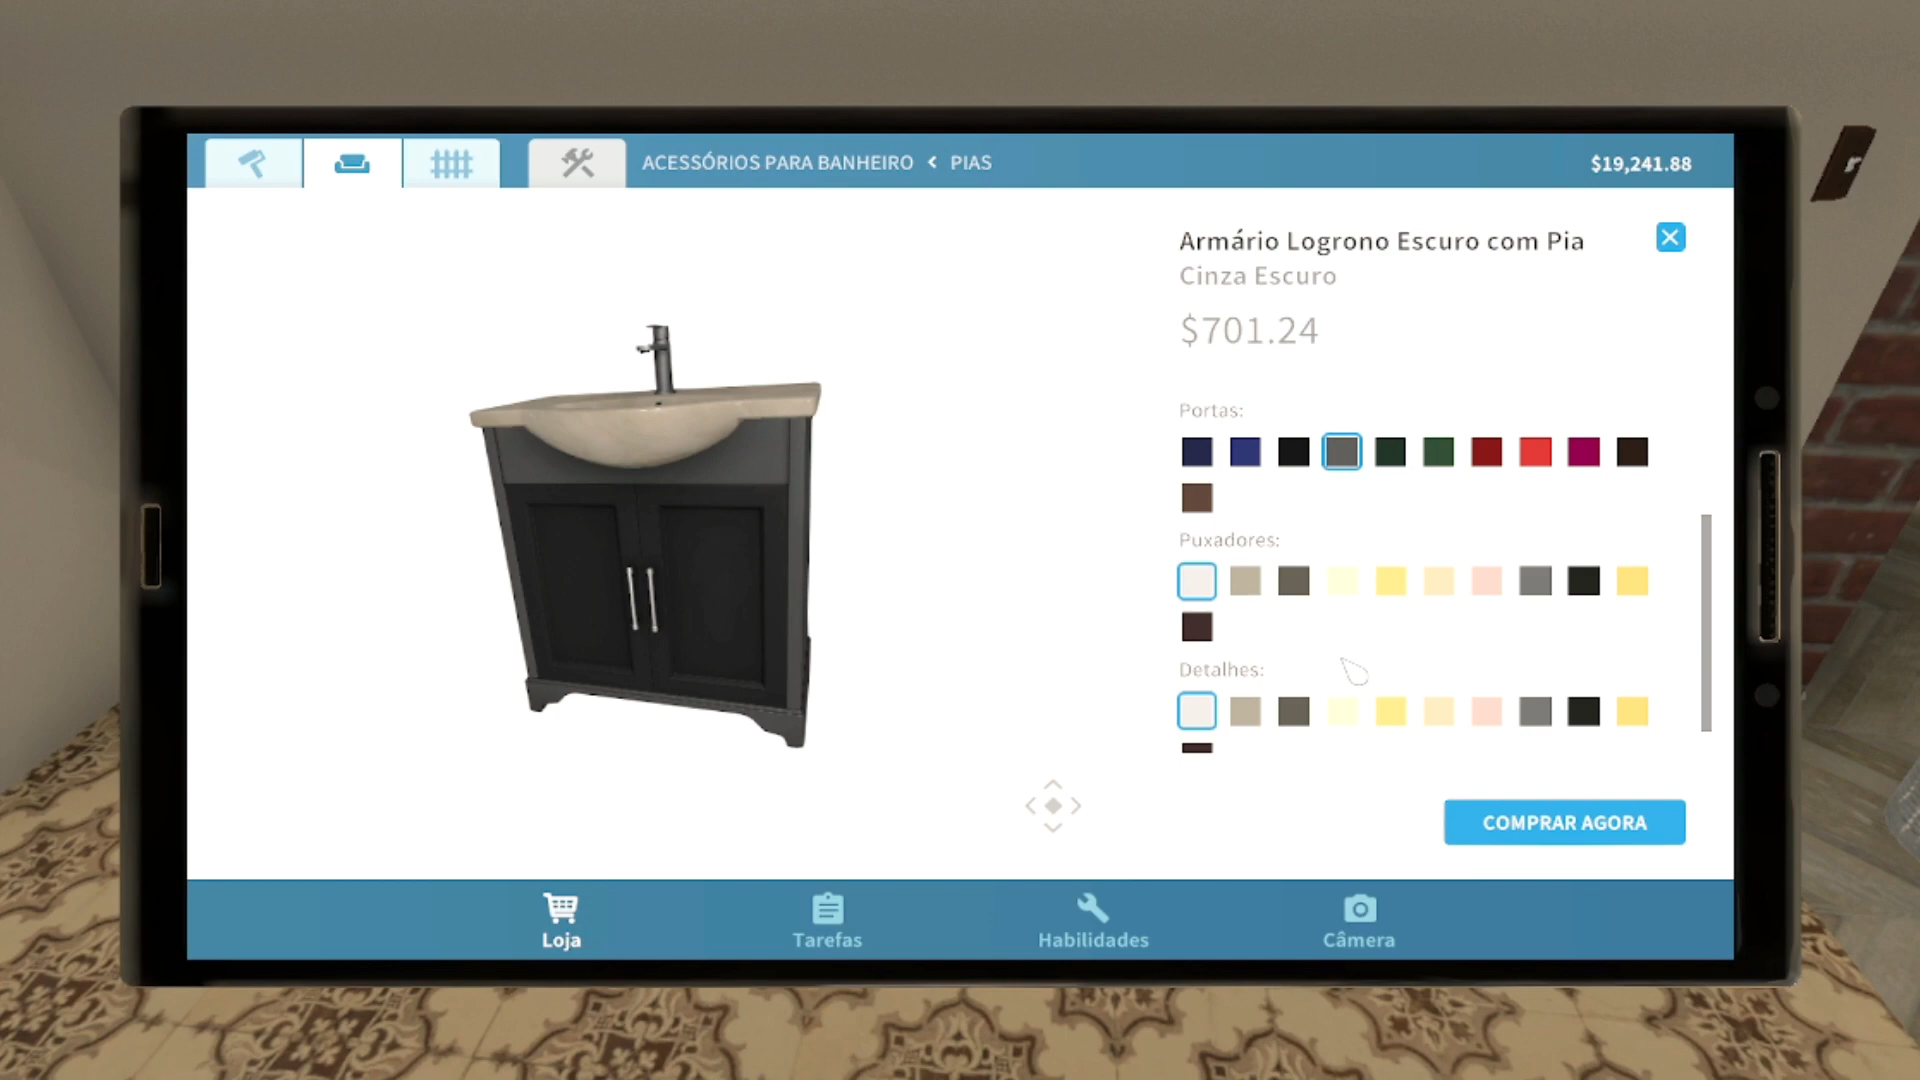 ACESSÓRIOS PARA BANHEIRO < PIAS
$19,241.88
Armário Logrono Escuro com Pia
Cinza Escuro
$701.24
Portas:
Puxadores:
Detalhes:
COMPRAR AGORA
Loja
Tarefas
Habilidades
Câmera